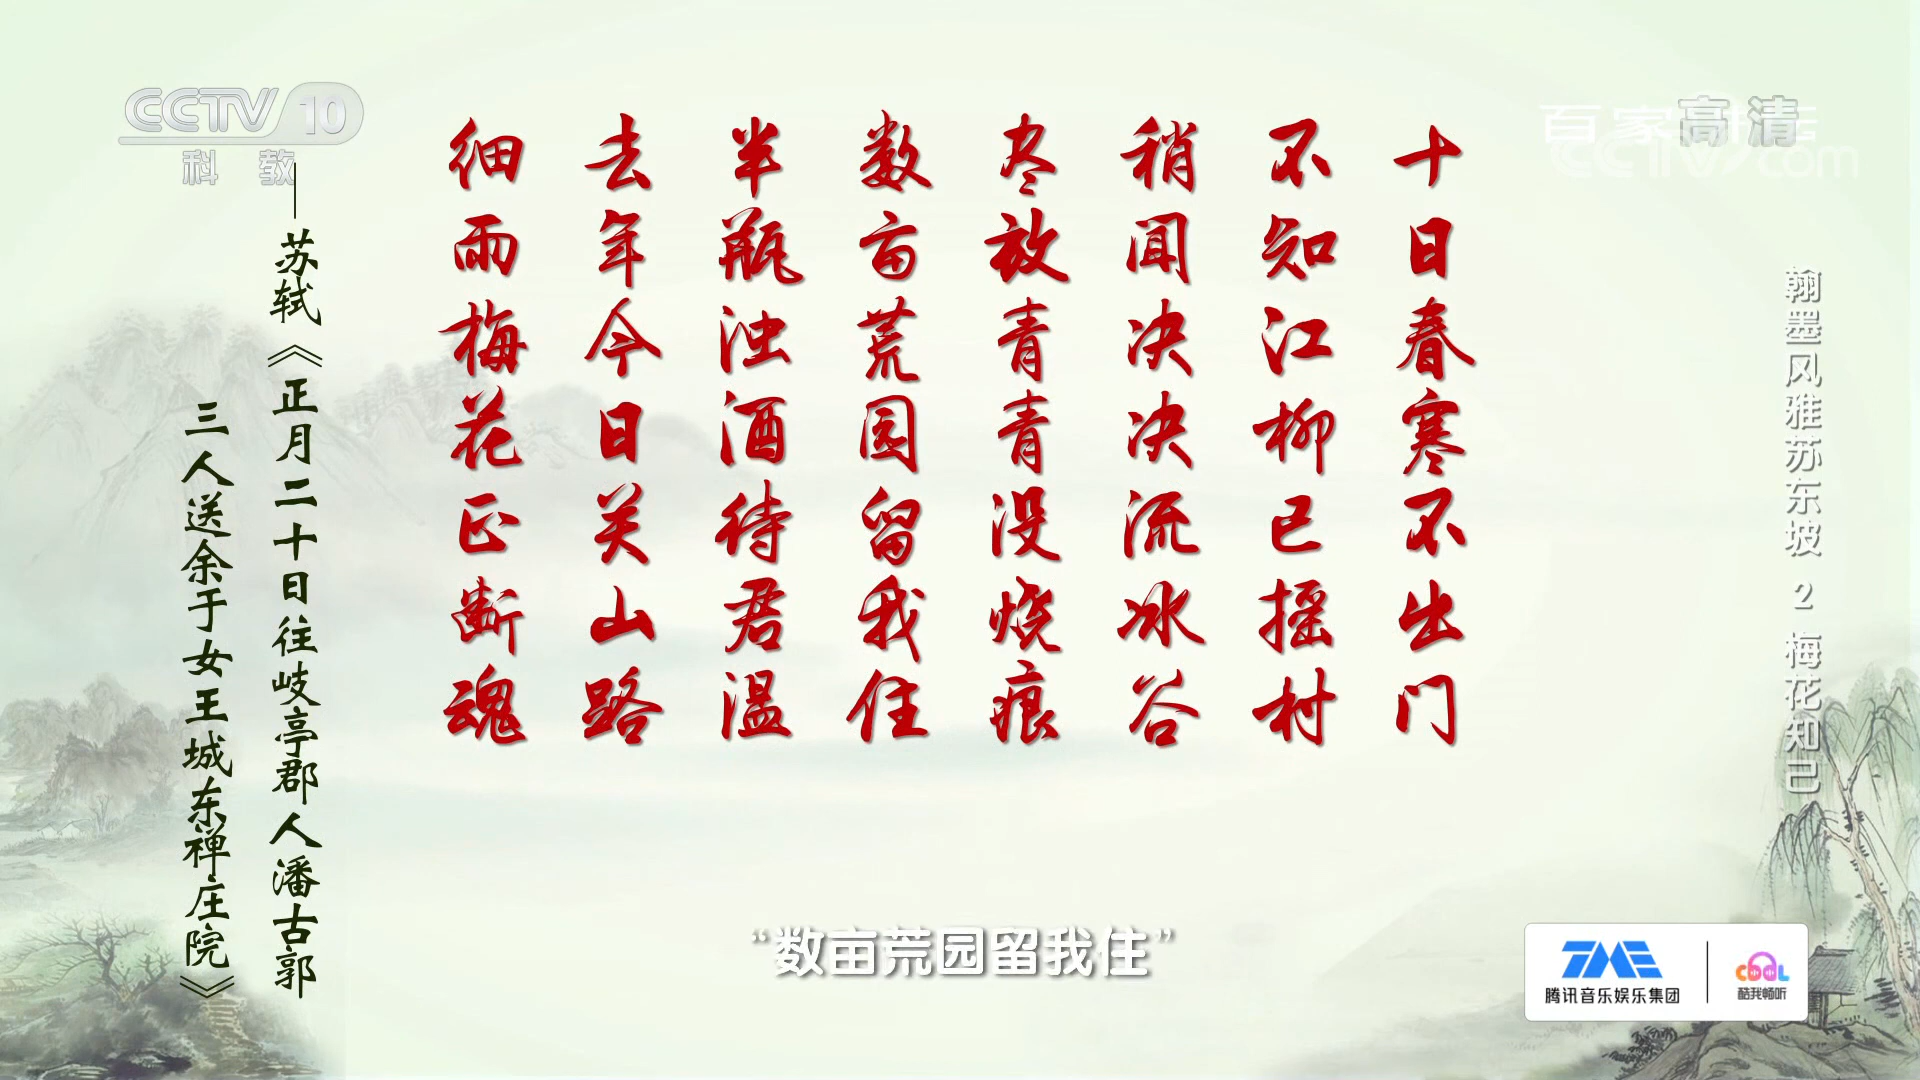 CCTV 10
科教
高清
百家讲坛
CCTV.com
十日春寒不出门
不知江柳已摇村
稍闻决决流冰谷
尽放青青没烧痕
数亩荒园留我住
半瓶浊酒待君温
去年今日关山路
细雨梅花正断魂
——苏轼《正月二十日往岐亭郡人潘古郭
三人送余于女王城东禅庄院》
翰墨风雅苏东坡 2 梅花知己
“数亩荒园留我住”
TME
腾讯音乐娱乐集团
酷我畅听